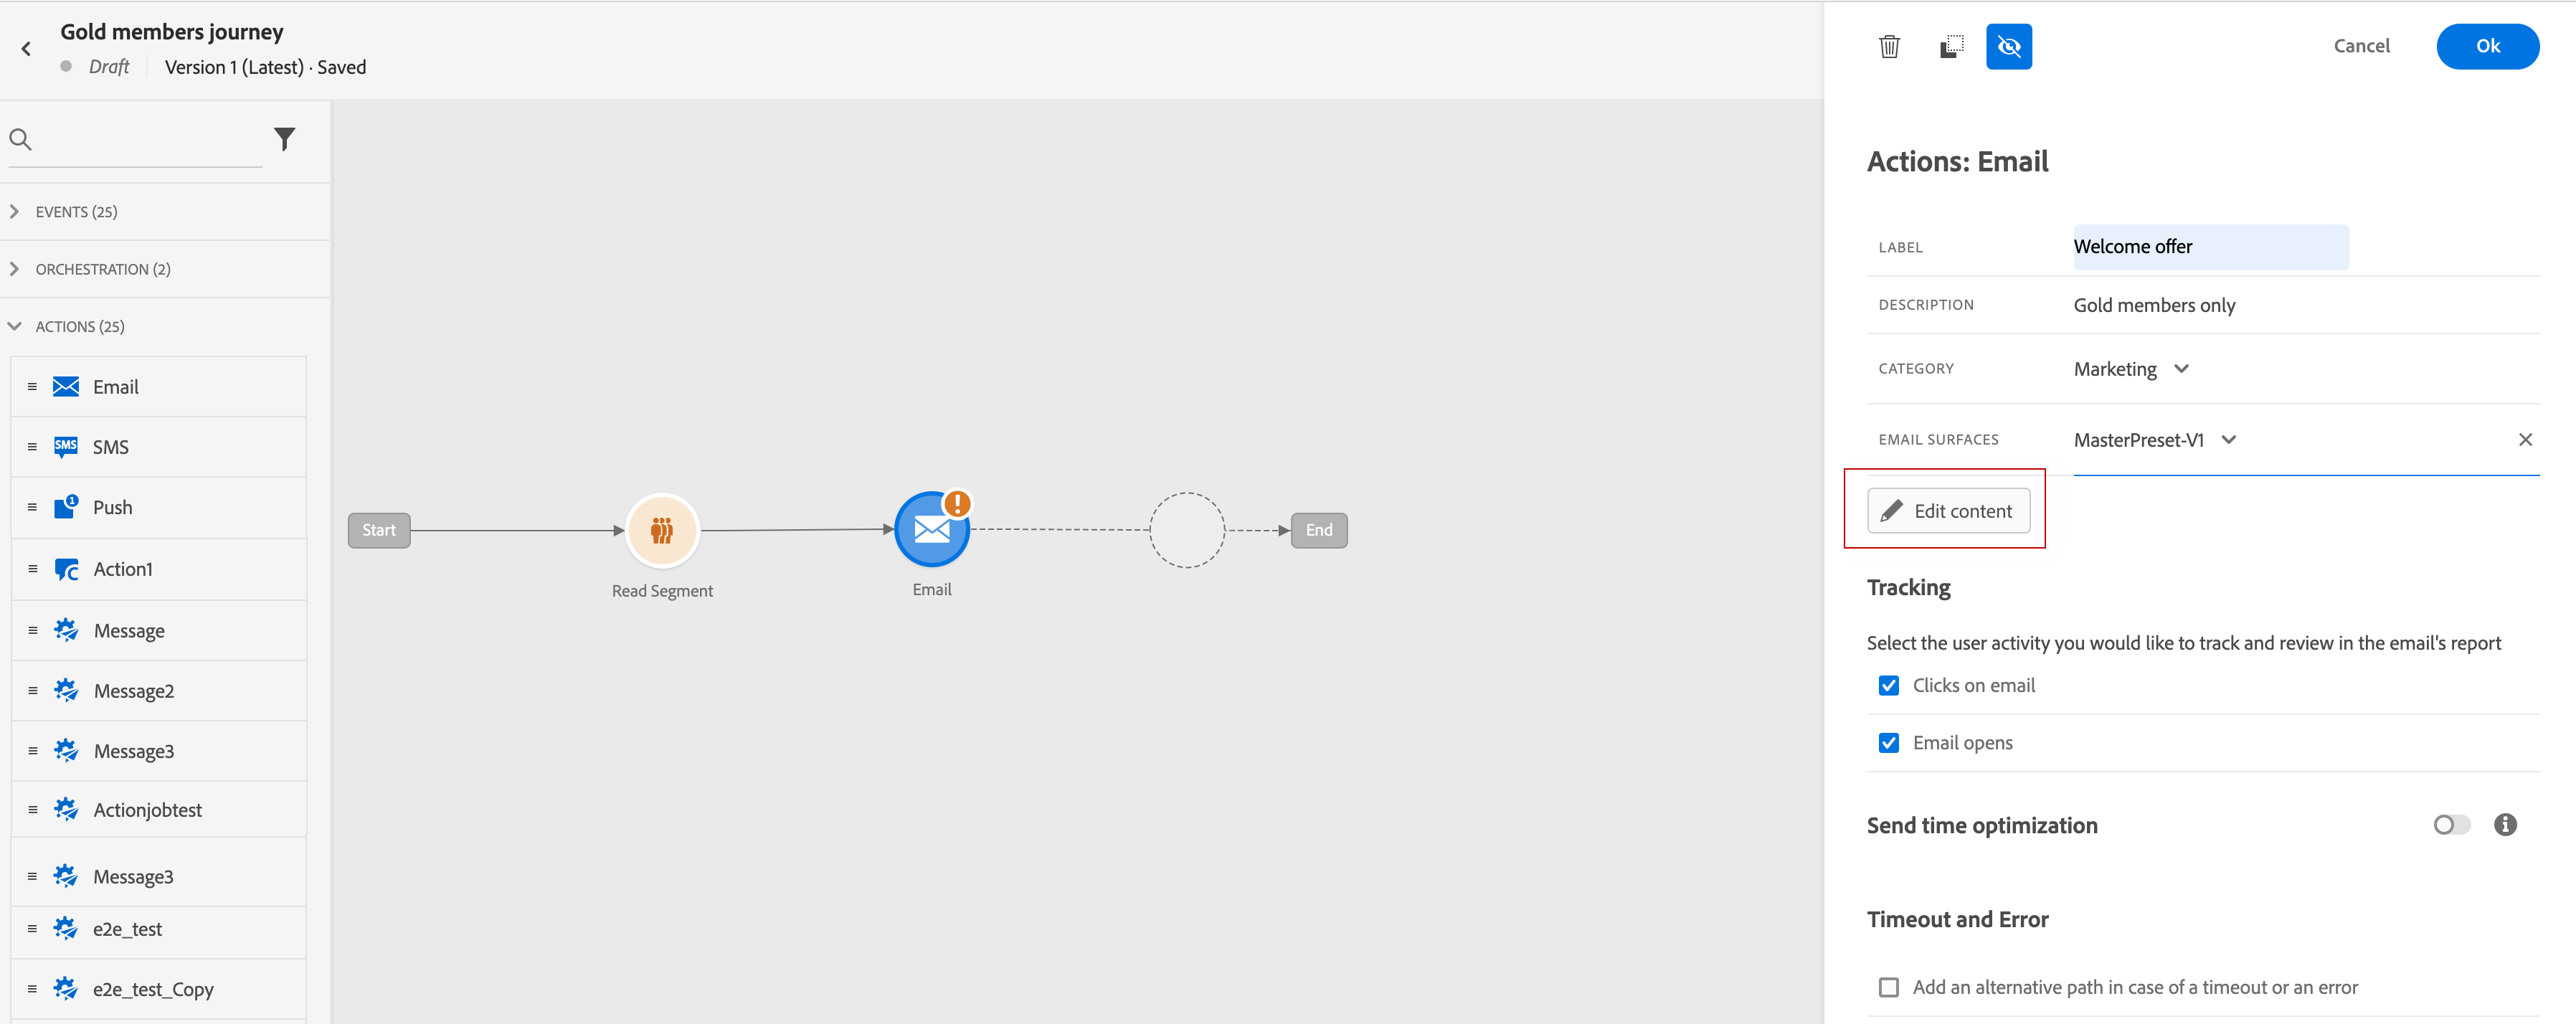 Gold members journey
Draft Version 1 (Latest) · Saved
EVENTS (25)
ORCHESTRATION (2)
ACTIONS (25)
Email
SMS SMS
1 Push
Action1
Message
Message2
Message3
Actionjobtest
Message3
e2e_test
e2e_test_Copy
Start
Read Segment
!
Email
End
Cancel Ok
Actions: Email
LABEL Welcome offer
DESCRIPTION Gold members only
CATEGORY Marketing
EMAIL SURFACES MasterPreset-V1
Edit content
Tracking
Select the user activity you would like to track and review in the email's report
Clicks on email
Email opens
Send time optimization
Timeout and Error
Add an alternative path in case of a timeout or an error